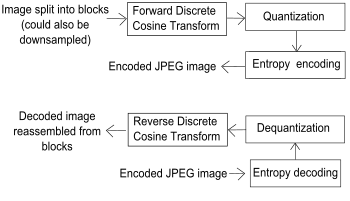 Image split into blocks
(could also be
downsampled)
Forward Discrete
Cosine Transform
Quantization
Entropy encoding
Encoded JPEG image
Decoded image
reassembled from
blocks
Reverse Discrete
Cosine Transform
Dequantization
Encoded JPEG image
Entropy decoding